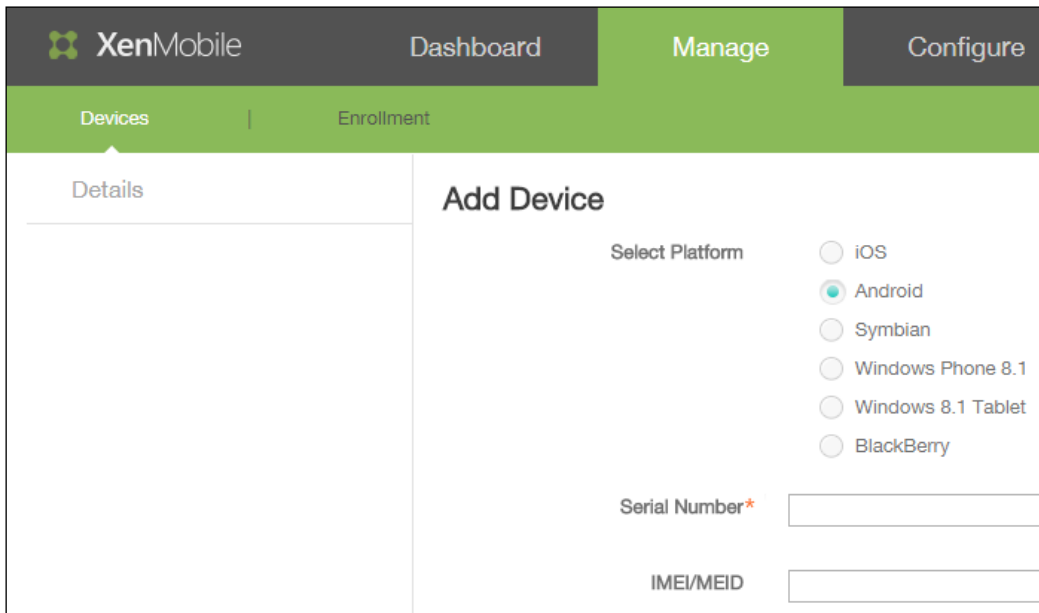 XenMobile Dashboard Manage Configure
Devices | Enrollment
Details
Add Device
Select Platform iOS
Android
Symbian
Windows Phone 8.1
Windows 8.1 Tablet
BlackBerry
Serial Number*
IMEI/MEID